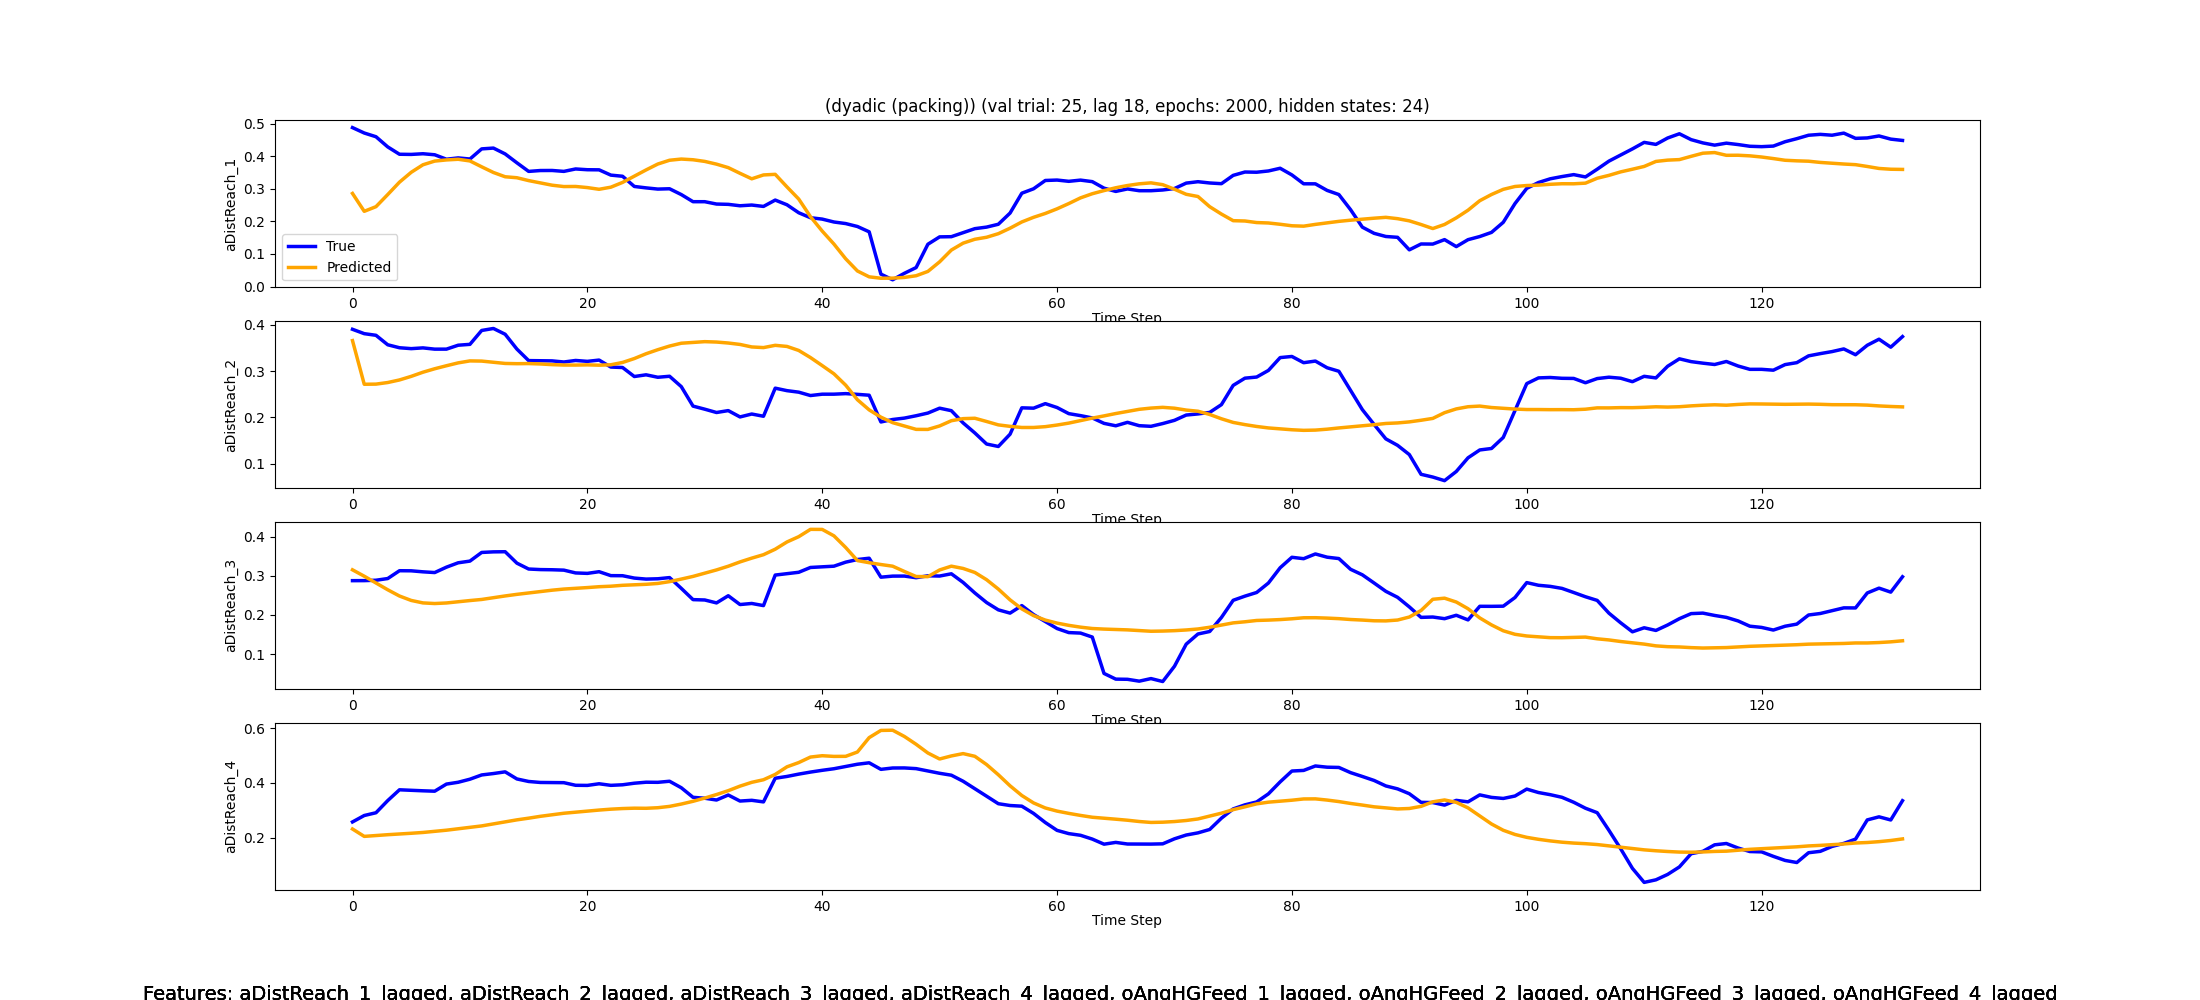 (dyadic (packing)) (val trial: 25, lag 18, epochs: 2000, hidden states: 24)
aDistReach_1
0.5
0.4
0.3
0.2
0.1
0.0
True
Predicted
0 20 40 60 80 100 120
Time Step
aDistReach_2
0.4
0.3
0.2
0.1
0 20 40 60 80 100 120
Time Step
aDistReach_3
0.4
0.3
0.2
0.1
0 20 40 60 80 100 120
Time Step
aDistReach_4
0.6
0.4
0.2
0 20 40 60 80 100 120
Time Step
Features: aDistReach_1_lagged, aDistReach_2_lagged, aDistReach_3_lagged, aDistReach_4_lagged, oAngHGFeed_1_lagged, oAngHGFeed_2_lagged, oAngHGFeed_3_lagged, oAngHGFeed_4_lagged